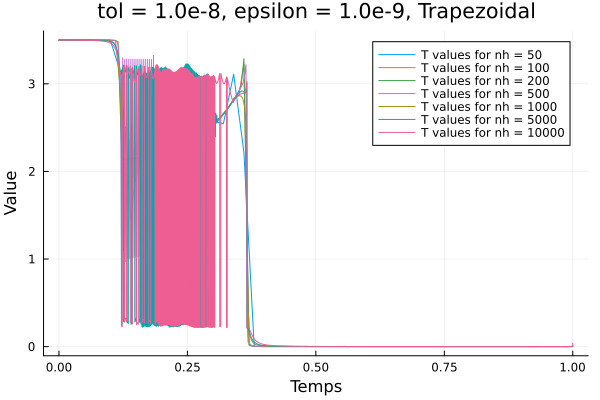 tol = 1.0e-8, epsilon = 1.0e-9, Trapezoidal
T values for nh = 50
T values for nh = 100
T values for nh = 200
T values for nh = 500
T values for nh = 1000
T values for nh = 5000
T values for nh = 10000
3
2
1
0
Value
0.00 0.25 0.50 0.75 1.00
Temps